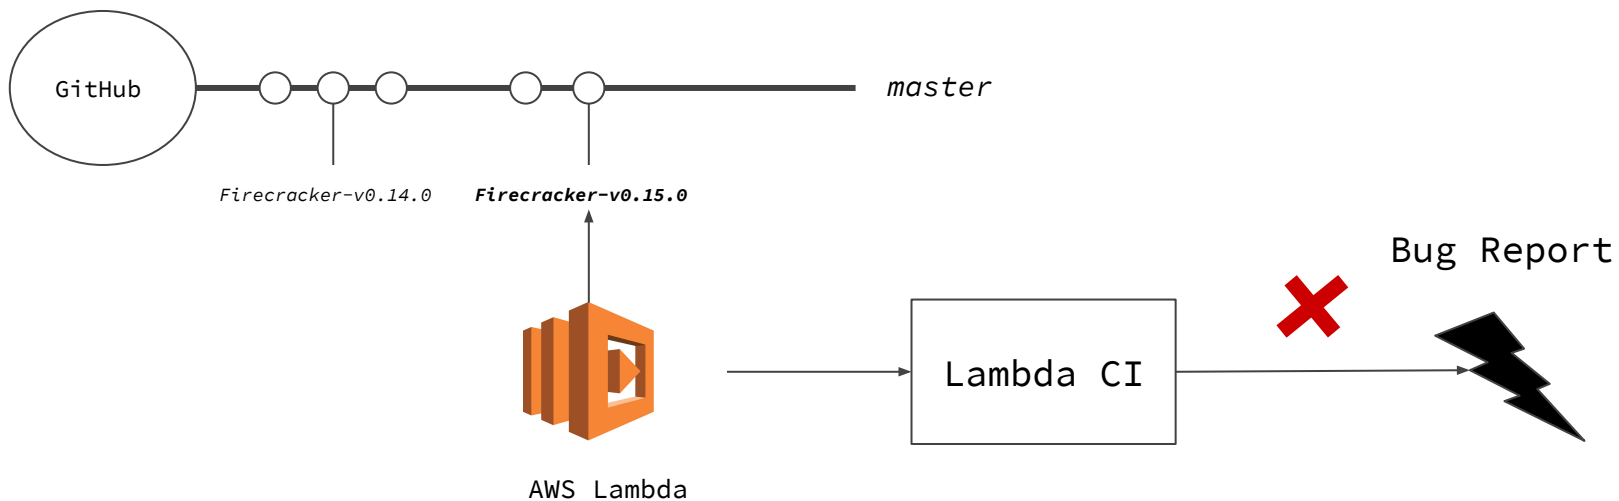 GitHub
master
Firecracker-v0.14.0
Firecracker-v0.15.0
Bug Report
Lambda CI
AWS Lambda